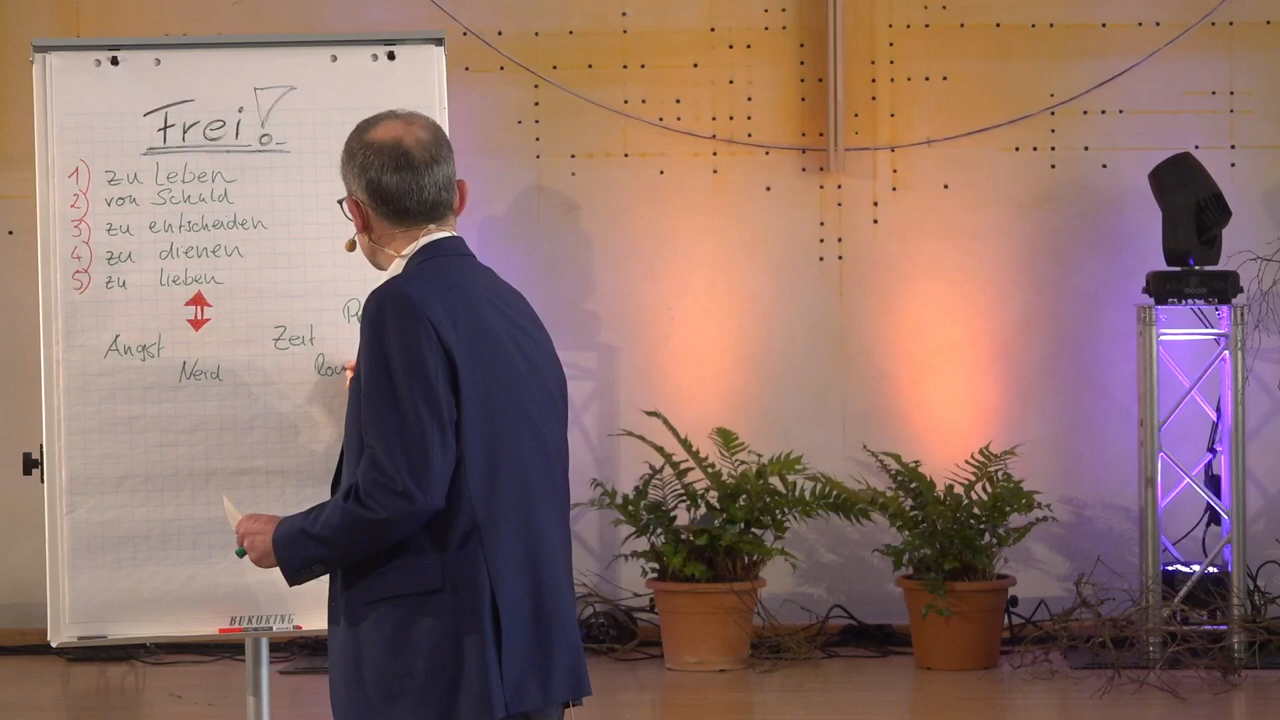 Frei!
1) zu Leben
2) von Schuld
3) zu entscheiden
4) zu dienen
5) zu lieben
Angst
Zeit
Neid
BÜROKING